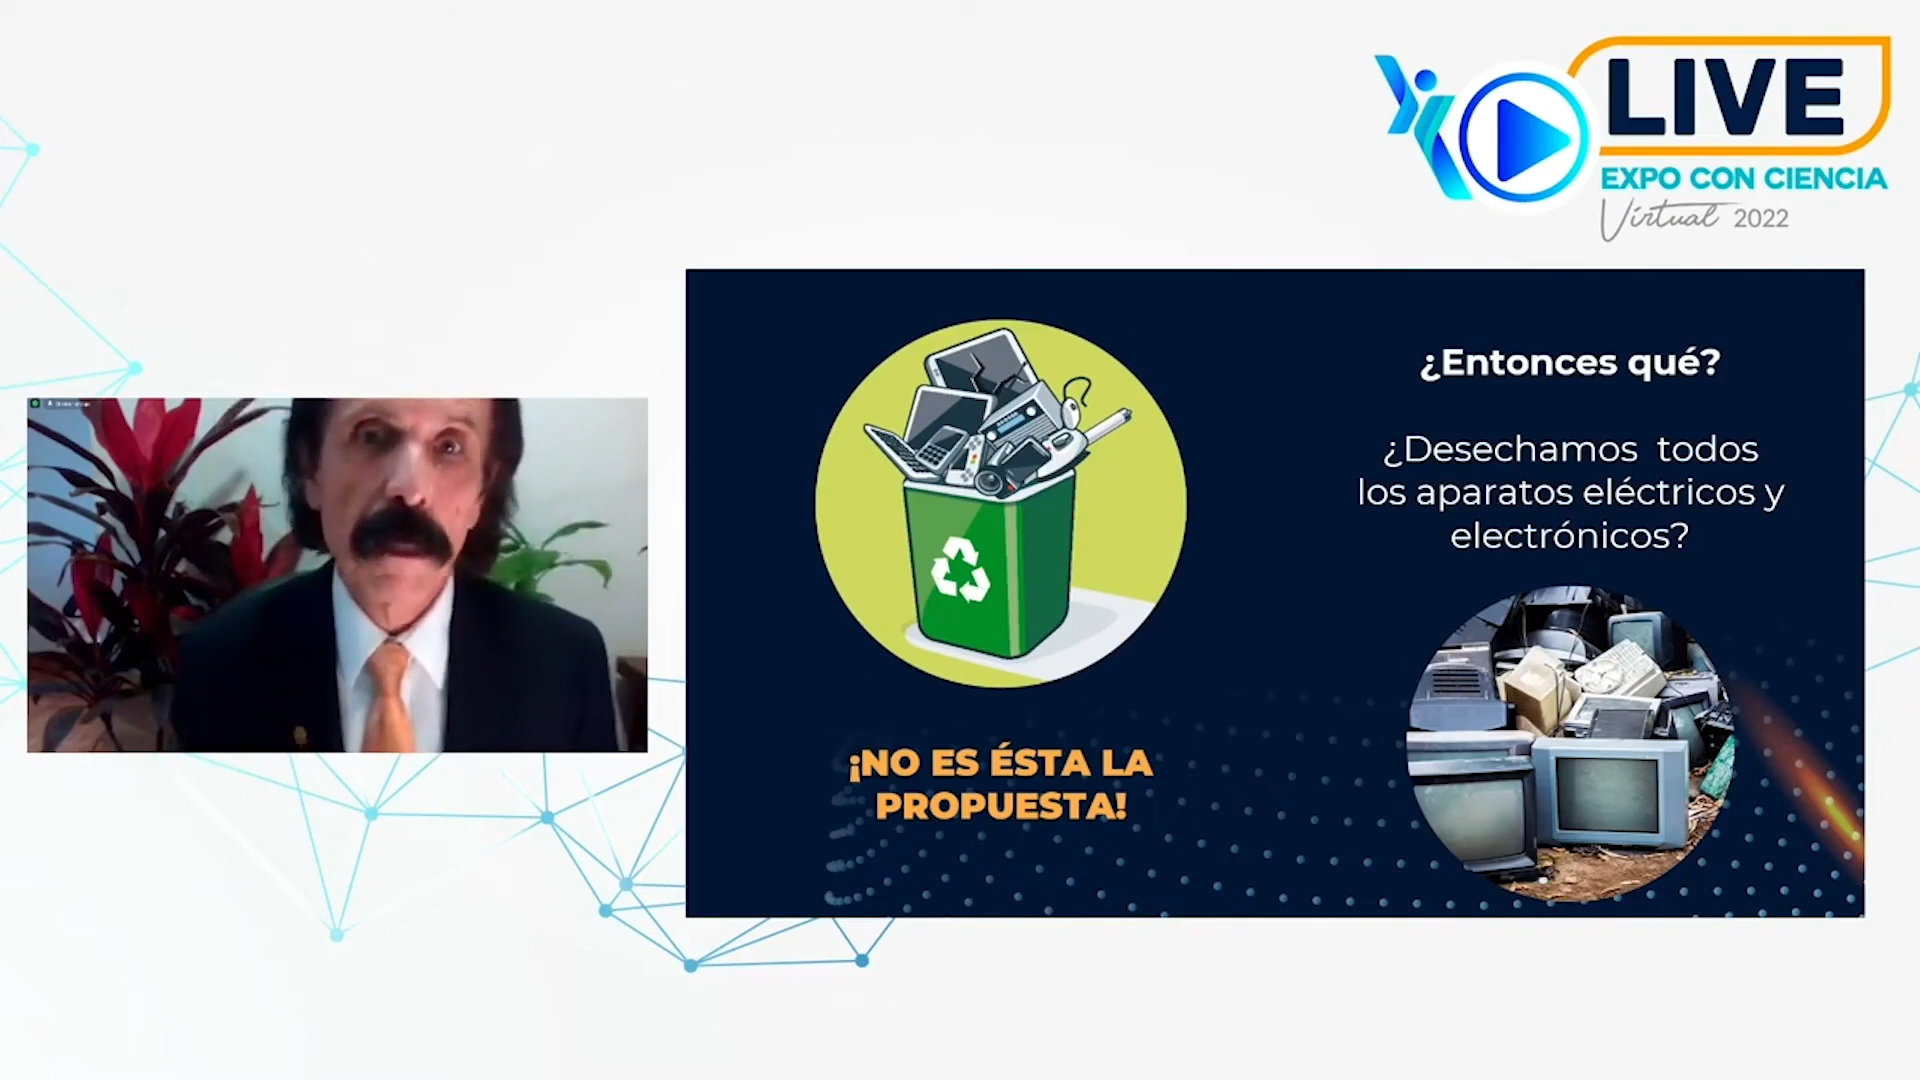 LIVE
EXPO CON CIENCIA
Virtual 2022
¿Entonces qué?
¿Desechamos todos
los aparatos eléctricos y
electrónicos?
¡NO ES ÉSTA LA
PROPUESTA!